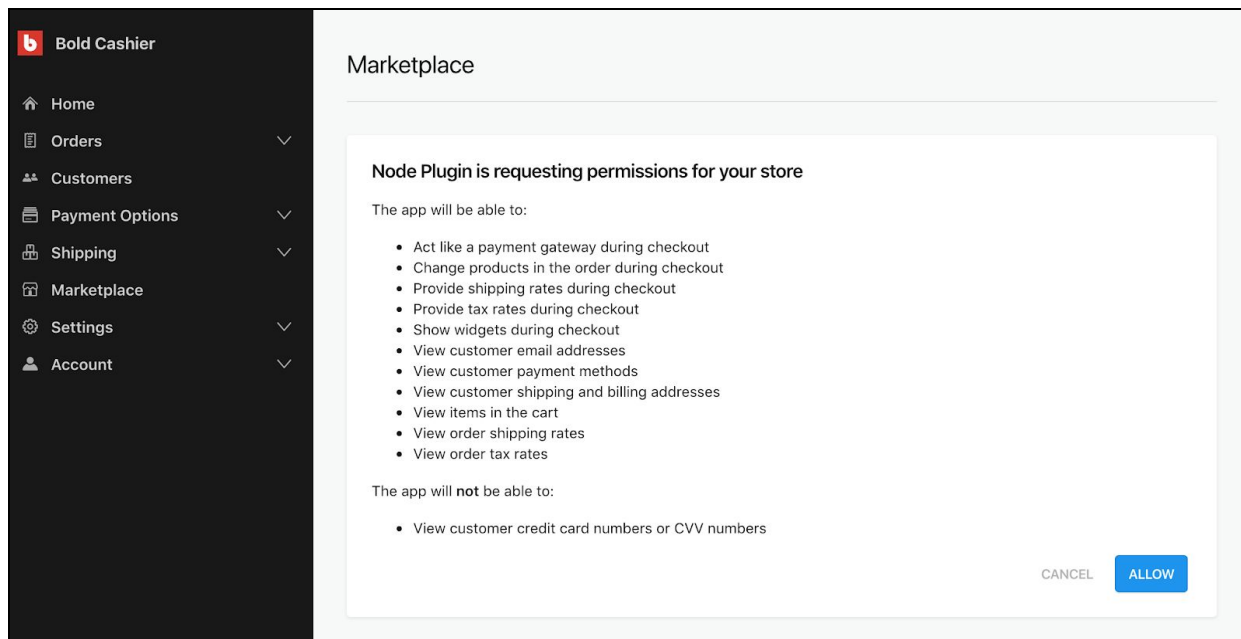 Bold Cashier
Home
Orders
Customers
Payment Options
Shipping
Marketplace
Settings
Account
Marketplace
Node Plugin is requesting permissions for your store
The app will be able to:
• Act like a payment gateway during checkout
• Change products in the order during checkout
• Provide shipping rates during checkout
• Provide tax rates during checkout
• Show widgets during checkout
• View customer email addresses
• View customer payment methods
• View customer shipping and billing addresses
• View items in the cart
• View order shipping rates
• View order tax rates
The app will not be able to:
• View customer credit card numbers or CVV numbers
CANCEL ALLOW